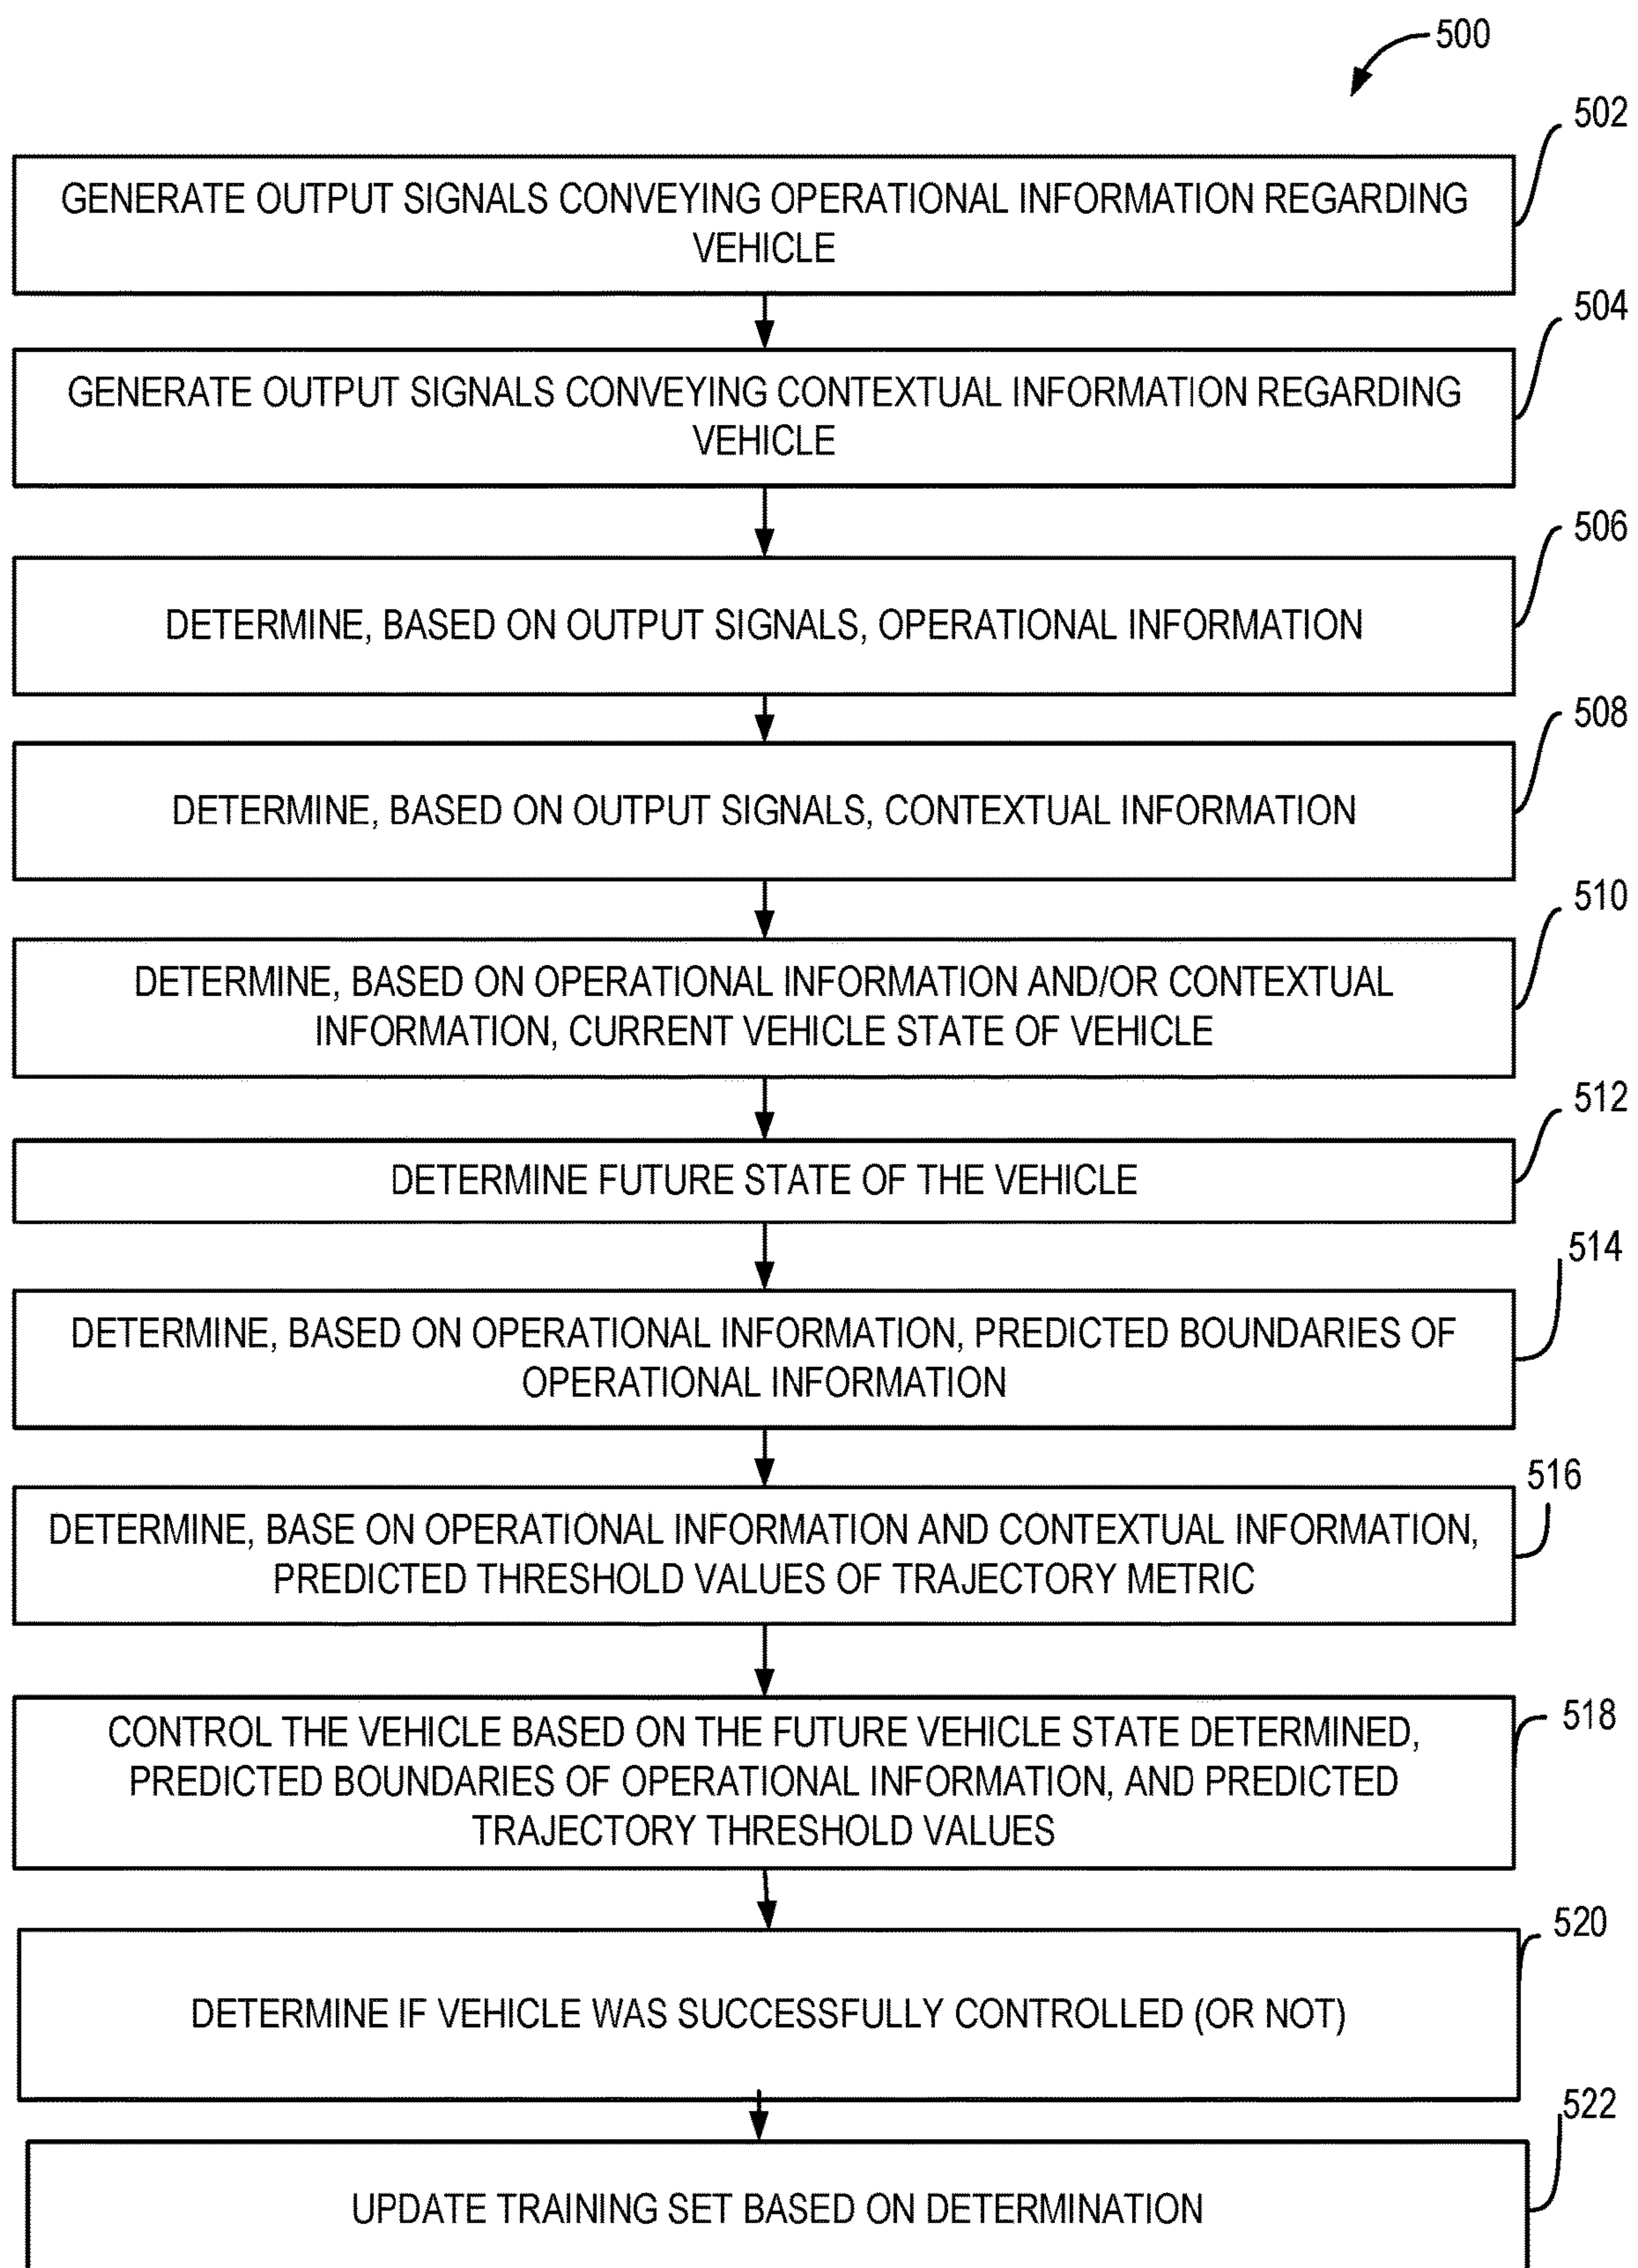 500
502
GENERATE OUTPUT SIGNALS CONVEYING OPERATIONAL INFORMATION REGARDING
VEHICLE
504
GENERATE OUTPUT SIGNALS CONVEYING CONTEXTUAL INFORMATION REGARDING
VEHICLE
506
DETERMINE, BASED ON OUTPUT SIGNALS, OPERATIONAL INFORMATION
508
DETERMINE, BASED ON OUTPUT SIGNALS, CONTEXTUAL INFORMATION
510
DETERMINE, BASED ON OPERATIONAL INFORMATION AND/OR CONTEXTUAL
INFORMATION, CURRENT VEHICLE STATE OF VEHICLE
512
DETERMINE FUTURE STATE OF THE VEHICLE
514
DETERMINE, BASED ON OPERATIONAL INFORMATION, PREDICTED BOUNDARIES OF
OPERATIONAL INFORMATION
516
DETERMINE, BASE ON OPERATIONAL INFORMATION AND CONTEXTUAL INFORMATION,
PREDICTED THRESHOLD VALUES OF TRAJECTORY METRIC
518
CONTROL THE VEHICLE BASED ON THE FUTURE VEHICLE STATE DETERMINED,
PREDICTED BOUNDARIES OF OPERATIONAL INFORMATION, AND PREDICTED
TRAJECTORY THRESHOLD VALUES
520
DETERMINE IF VEHICLE WAS SUCCESSFULLY CONTROLLED (OR NOT)
522
UPDATE TRAINING SET BASED ON DETERMINATION